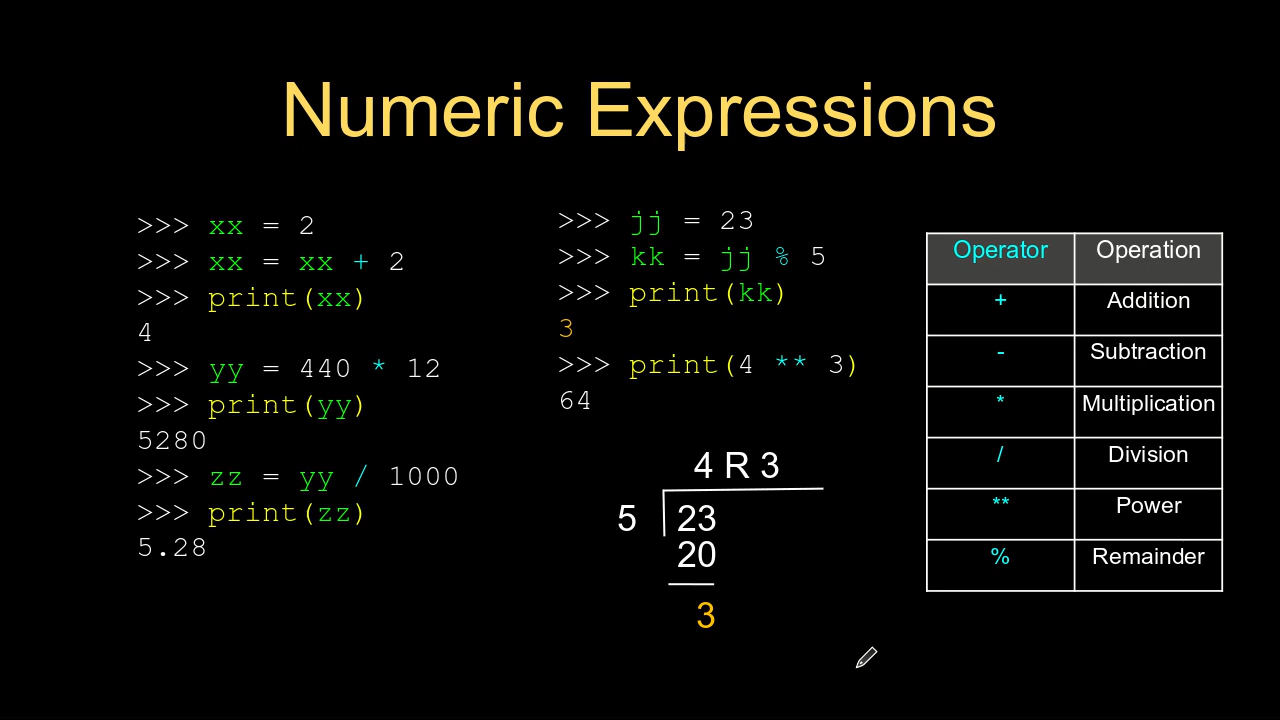 Numeric Expressions
>>> xx = 2
>>> xx = xx + 2
>>> print(xx)
4
>>> yy = 440 * 12
>>> print(yy)
5280
>>> zz = yy / 1000
>>> print(zz)
5.28
>>> jj = 23
>>> kk = jj % 5
>>> print(kk)
3
>>> print(4 ** 3)
64
4 R 3
5 23
20
3
Operator Operation
+ Addition
- Subtraction
* Multiplication
/ Division
** Power
% Remainder